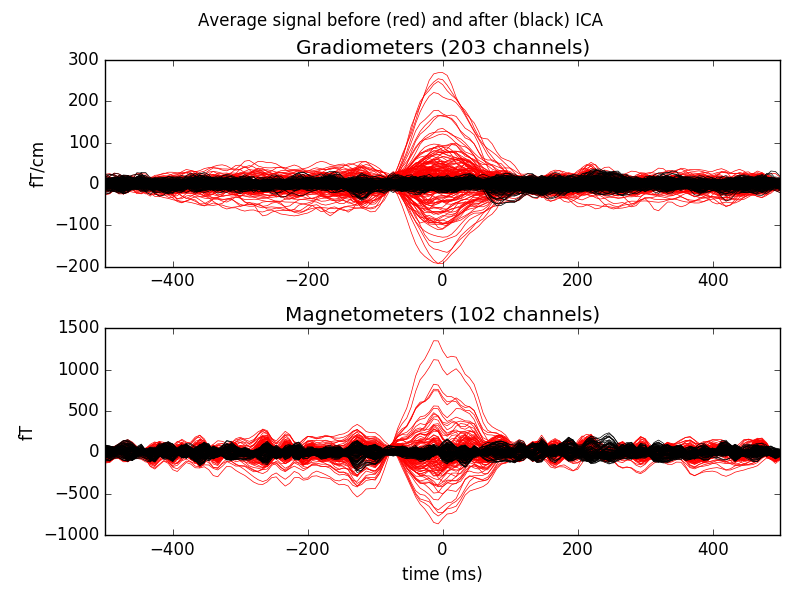 Average signal before (red) and after (black) ICA
Gradiometers (203 channels)
300
200
100
0
−100
−200
fT/cm
−400 −200 0 200 400
Magnetometers (102 channels)
1500
1000
500
0
−500
−1000
fT
−400 −200 0 200 400
time (ms)